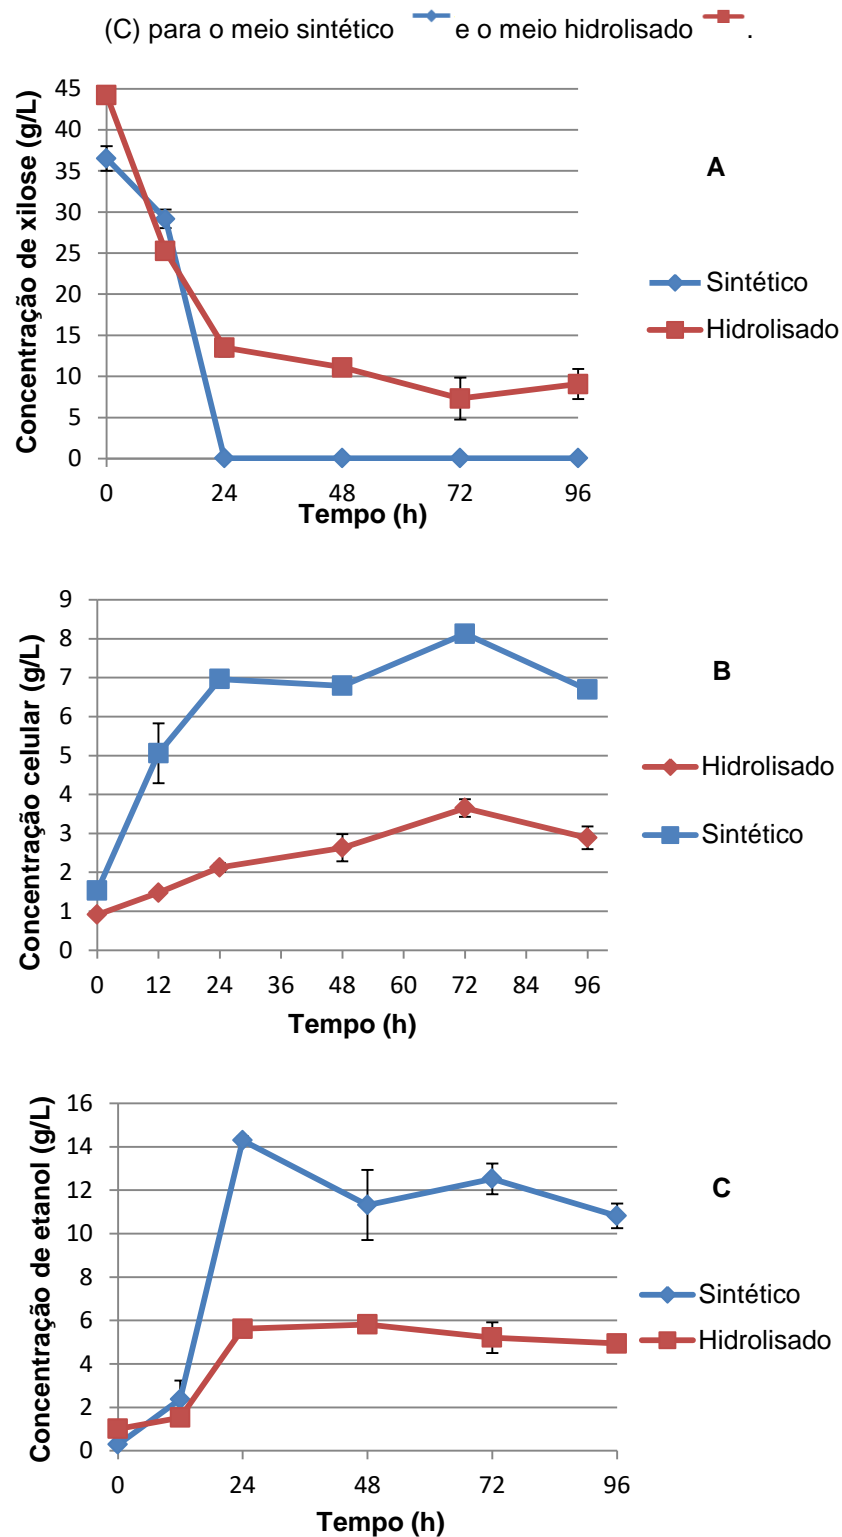 (C) para o meio sintético e o meio hidrolisado .
Concentração de xilose (g/L)
45
40
35
30
25
20
15
10
5
0
0 24 48 72 96
Tempo (h)
A
Sintético
Hidrolisado
Concentração celular (g/L)
9
8
7
6
5
4
3
2
1
0
0 12 24 36 48 60 72 84 96
Tempo (h)
B
Hidrolisado
Sintético
Concentração de etanol (g/L)
16
14
12
10
8
6
4
2
0
0 24 48 72 96
Tempo (h)
C
Sintético
Hidrolisado